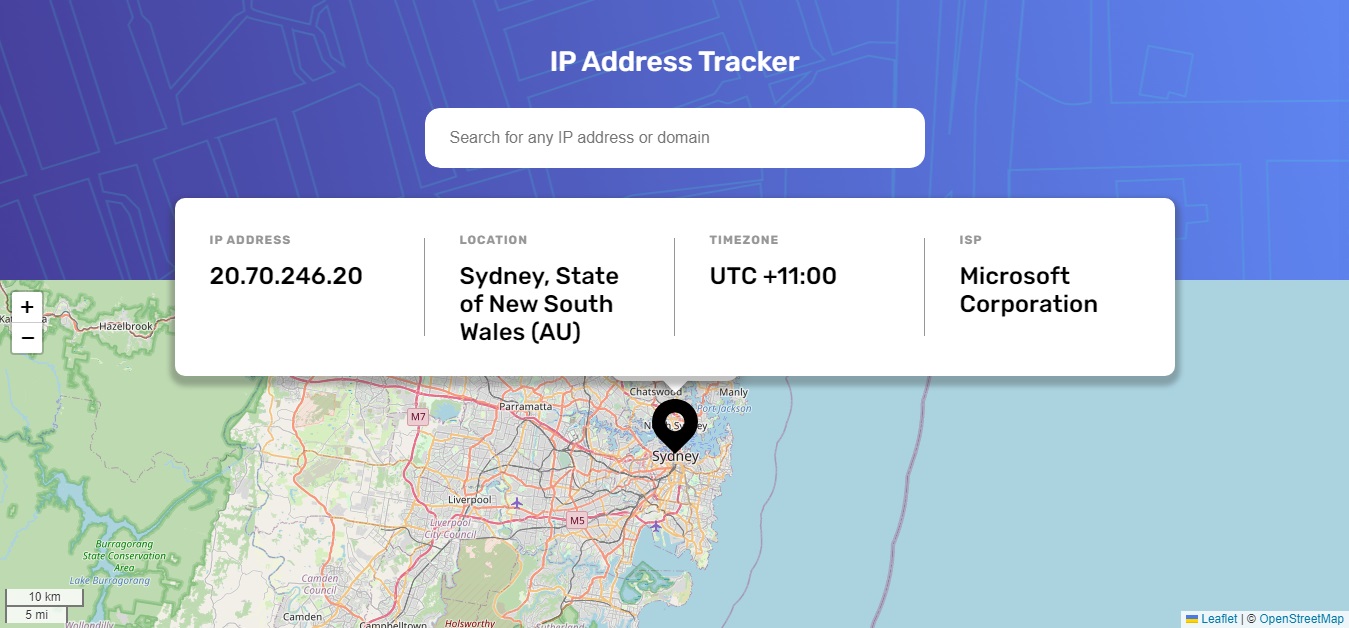 IP Address Tracker
Search for any IP address or domain
IP ADDRESS
20.70.246.20
LOCATION
Sydney, State
of New South
Wales (AU)
TIMEZONE
UTC +11:00
ISP
Microsoft
Corporation
+
−
Hazelbrook
Chatswood
Manly
Port Jackson
Parramatta
M7
Sydney
Liverpool
Liverpool
City Council
M5
Burragorang
State Conservation
Area
Lake Burragorang
Camden
Council
Camden
Campbelltown
Holsworthy
Sutherland
Wollondilly
10 km
5 mi
Leaflet | © OpenStreetMap